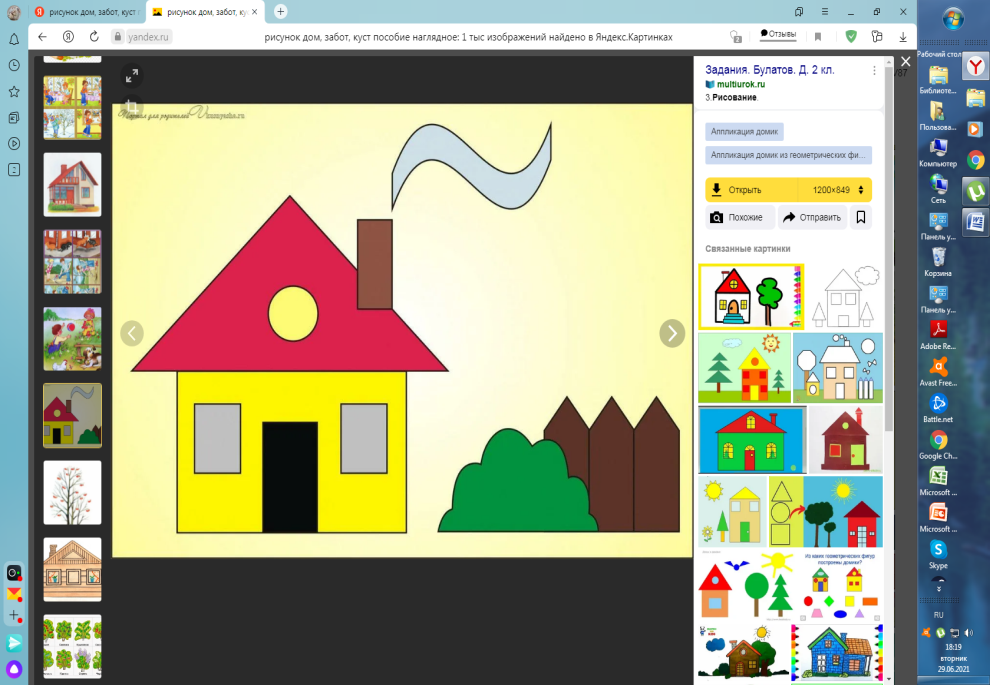 рисунок дом, забот, куст
рисунок дом, забот, кус
yandex.ru
рисунок дом, забот, куст пособие наглядное: 1 тыс изображений найдено в Яндекс.Картинках
2
Отзывы
Задания. Булатов. Д. 2 кл.
multiurok.ru
3.Рисование.
/87
Аппликация домик
Аппликация домик из геометрических фи...
Открыть
1200×849
Похожие
Отправить
Связанные картинки
Из каких геометрических фигур
построены домики?
Рабочий стол
Библиоте...
Пользова...
Компьютер
Сеть
Панель у...
Корзина
Панель у...
Adobe Re...
Avast Free...
Battle.net
Google Ch...
Microsoft ...
Microsoft ...
Skype
RU
18:19
вторник
29.06.2021